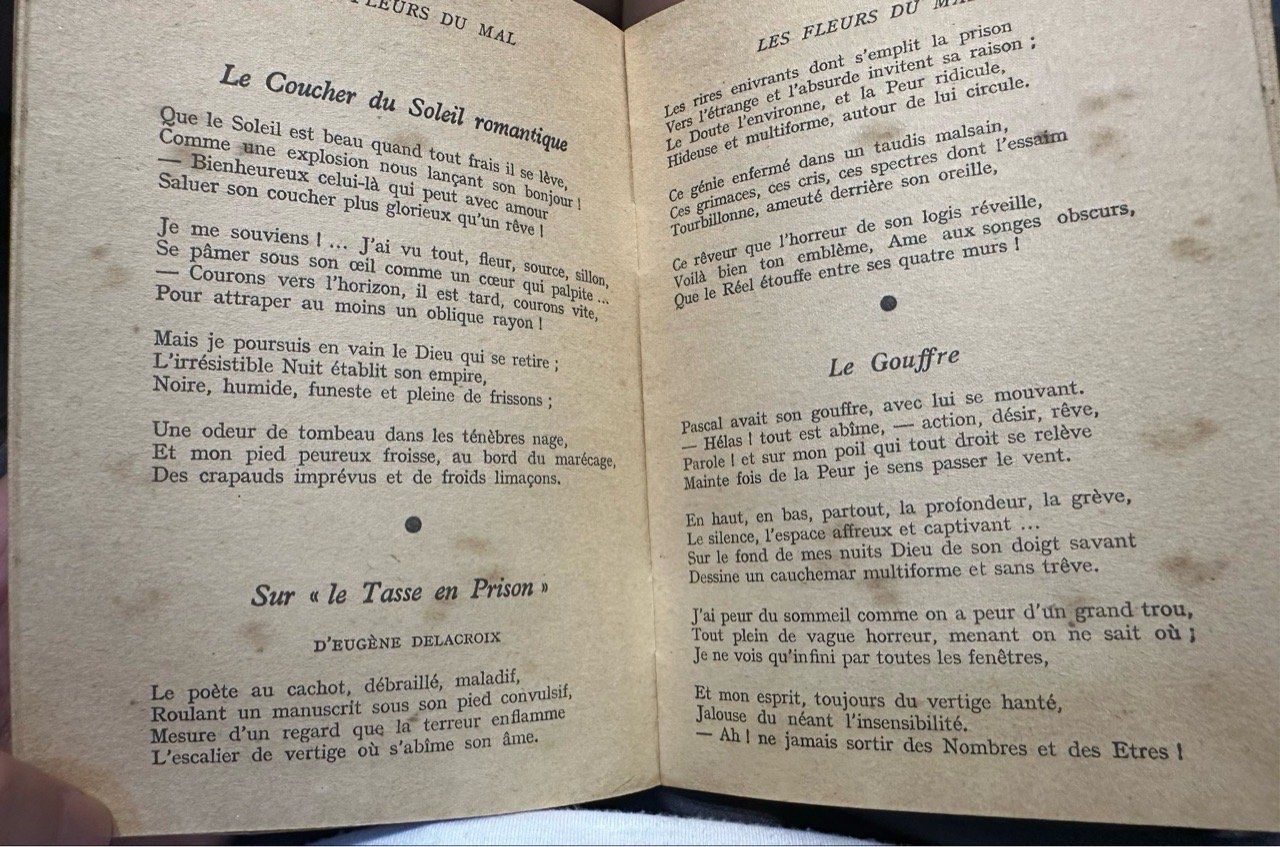 FLEURS DU MAL
Le Coucher du Soleil romantique
Que le Soleil est beau quand tout frais il se lève,
Comme une explosion nous lançant son bonjour !
— Bienheureux celui-là qui peut avec amour
Saluer son coucher plus glorieux qu'un rêve !
Je me souviens ! ... J'ai vu tout, fleur, source, sillon,
Se pâmer sous son œil comme un cœur qui palpite ...
— Courons vers l'horizon, il est tard, courons vite,
Pour attraper au moins un oblique rayon !
Mais je poursuis en vain le Dieu qui se retire ;
L'irrésistible Nuit établit son empire,
Noire, humide, funeste et pleine de frissons ;
Une odeur de tombeau dans les ténèbres nage,
Et mon pied peureux froisse, au bord du marécage,
Des crapauds imprévus et de froids limaçons.
Sur « le Tasse en Prison »
D'EUGÈNE DELACROIX
Le poète au cachot, débraillé, maladif,
Roulant un manuscrit sous son pied convulsif,
Mesure d'un regard que la terreur enflamme
L'escalier de vertige où s'abîme son âme.
LES FLEURS DU MAL
Les rires enivrants dont s'emplit la prison
Vers l'étrange et l'absurde invitent sa raison ;
Le Doute l'environne, et la Peur ridicule,
Hideuse et multiforme, autour de lui circule.
Ce génie enfermé dans un taudis malsain,
Ces grimaces, ces cris, ces spectres dont l'essaim
Tourbillonne, ameuté derrière son oreille,
Ce rêveur que l'horreur de son logis réveille,
Voilà bien ton emblème, Ame aux songes obscurs,
Que le Réel étouffe entre ses quatre murs !
Le Gouffre
Pascal avait son gouffre, avec lui se mouvant.
— Hélas ! tout est abîme, — action, désir, rêve,
Parole ! et sur mon poil qui tout droit se relève
Mainte fois de la Peur je sens passer le vent.
En haut, en bas, partout, la profondeur, la grève,
Le silence, l'espace affreux et captivant ...
Sur le fond de mes nuits Dieu de son doigt savant
Dessine un cauchemar multiforme et sans trêve.
J'ai peur du sommeil comme on a peur d'un grand trou,
Tout plein de vague horreur, menant on ne sait où ;
Je ne vois qu'infini par toutes les fenêtres,
Et mon esprit, toujours du vertige hanté,
Jalouse du néant l'insensibilité.
— Ah ! ne jamais sortir des Nombres et des Etres !